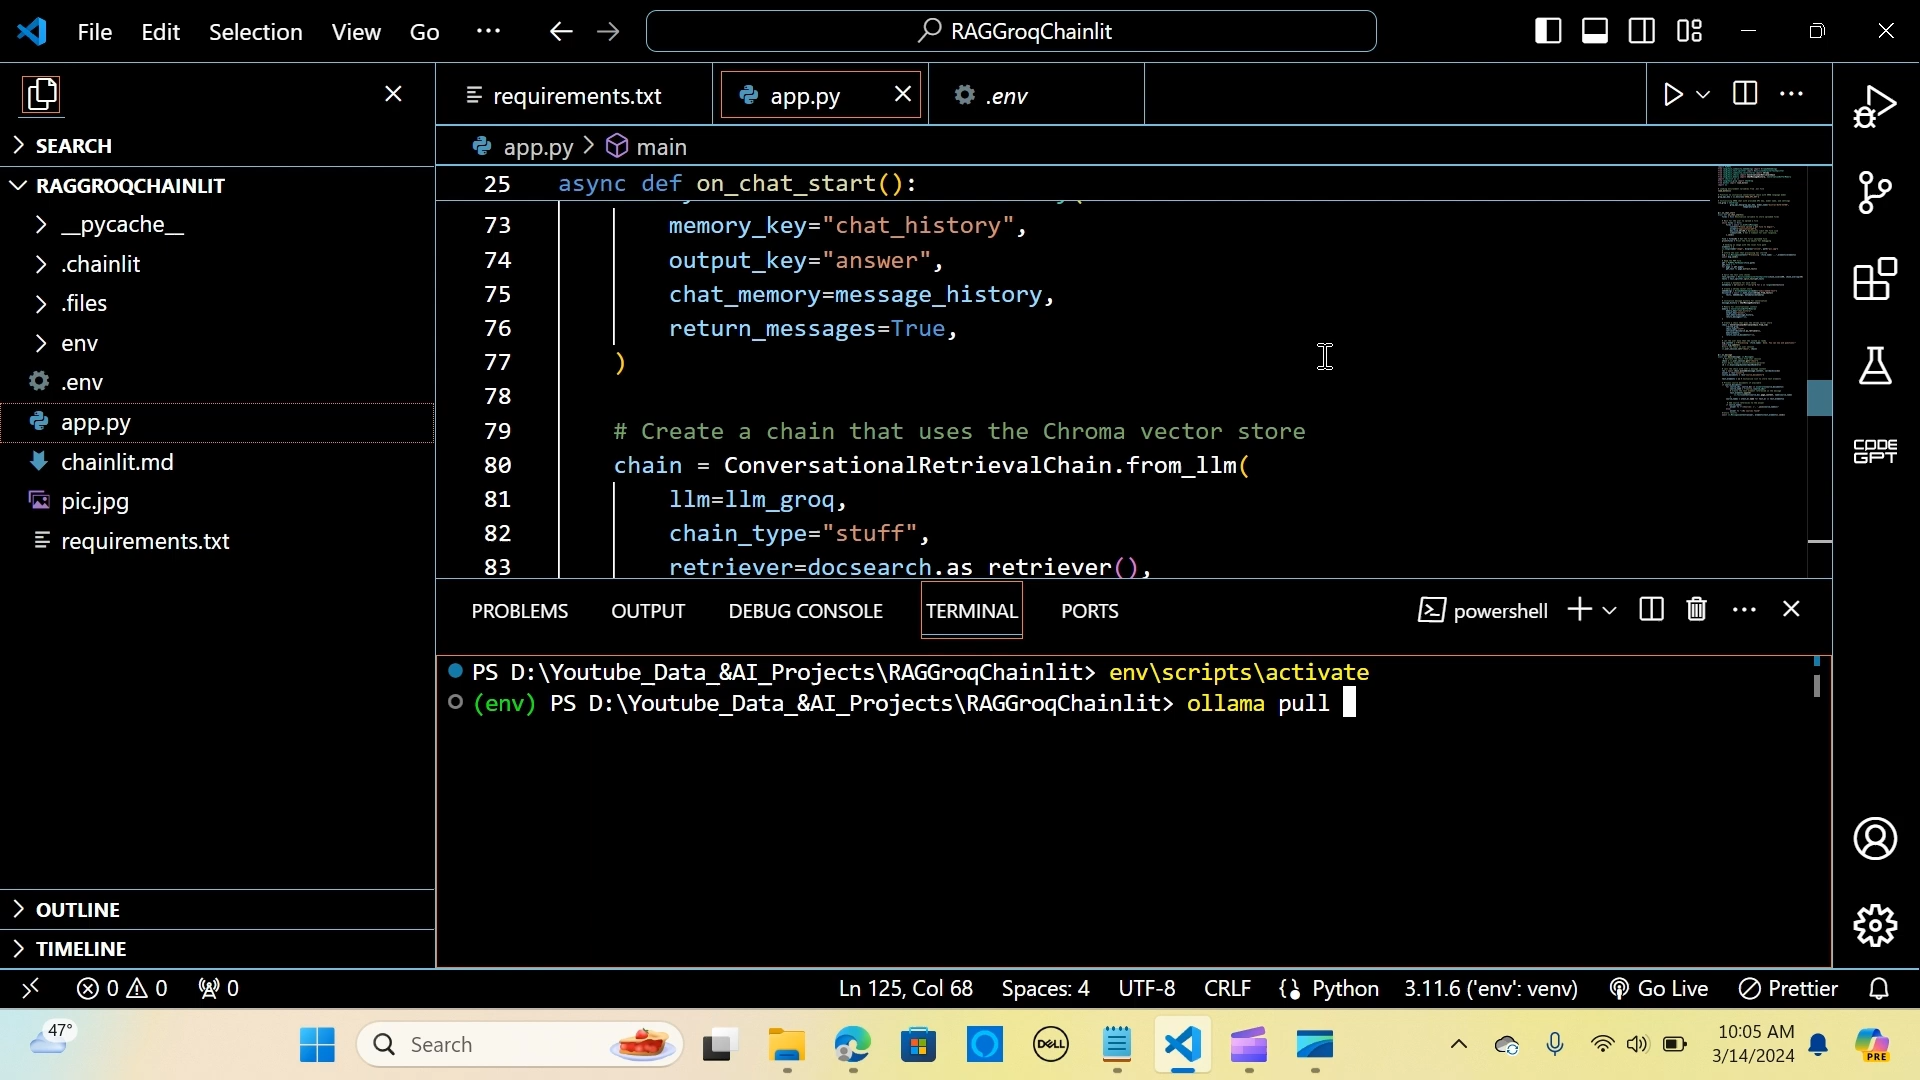 File Edit Selection View Go ··· RAGGroqChainlit
requirements.txt app.py .env
app.py > main
SEARCH
RAGGROQCHAINLIT
__pycache__
.chainlit
.files
env
.env
app.py
chainlit.md
pic.jpg
requirements.txt
OUTLINE
TIMELINE
25 async def on_chat_start():
73 memory_key="chat_history",
74 output_key="answer",
75 chat_memory=message_history,
76 return_messages=True,
77 )
78
79 # Create a chain that uses the Chroma vector store
80 chain = ConversationalRetrievalChain.from_llm(
81 llm=llm_groq,
82 chain_type="stuff",
83 retriever=docsearch.as_retriever(),
PROBLEMS OUTPUT DEBUG CONSOLE TERMINAL PORTS powershell
PS D:\Youtube_Data_&AI_Projects\RAGGroqChainlit> env\scripts\activate
(env) PS D:\Youtube_Data_&AI_Projects\RAGGroqChainlit> ollama pull
CODE
GPT
0 0 0 Ln 125, Col 68 Spaces: 4 UTF-8 CRLF Python 3.11.6 ('env': venv) Go Live Prettier
47° Search DELL 10:05 AM
3/14/2024
PRE